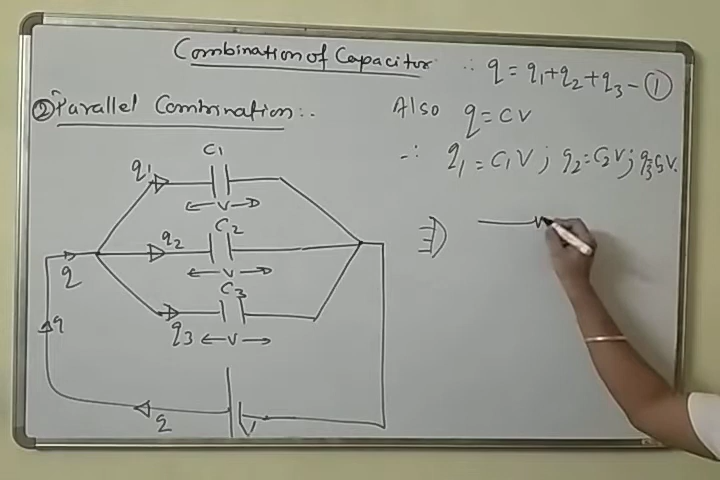 Combination of Capacitor
∴ q = q1+q2+q3 - ①
② Parallel Combination:-
Also q = CV
∴ q1 = C1V ; q2 = C2V ; q3 = C3V.
C1
q1
V
C2
q2
V
C3
q
q3
V
q
q
V